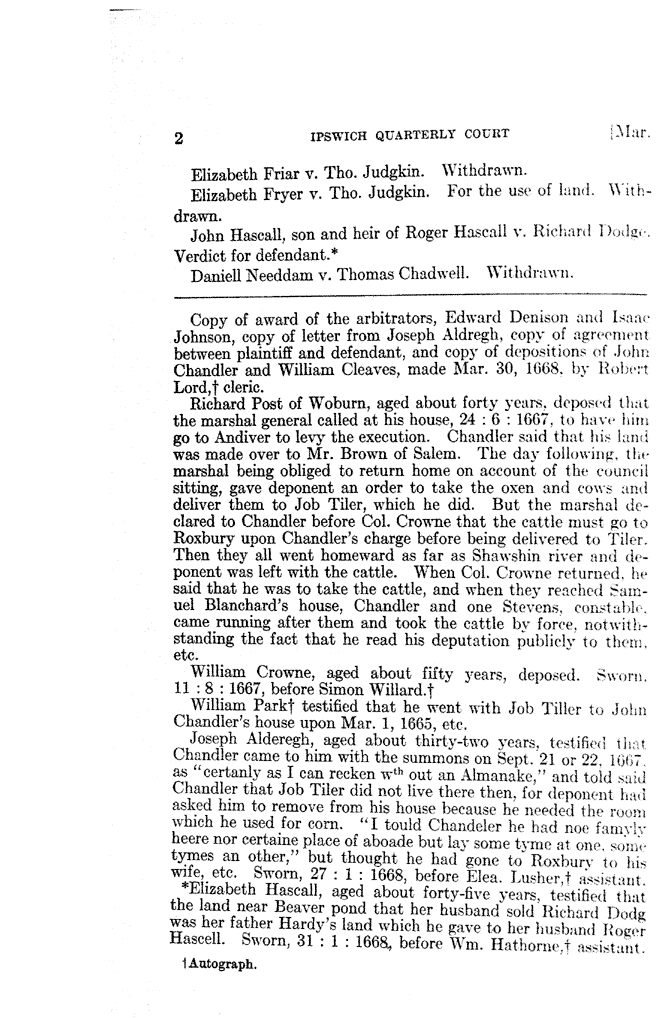 2 IPSWICH QUARTERLY COURT [Mar.
Elizabeth Friar v. Tho. Judgkin. Withdrawn.
Elizabeth Fryer v. Tho. Judgkin. For the use of land. With-
drawn.
John Hascall, son and heir of Roger Hascall v. Richard Dodge.
Verdict for defendant.*
Daniell Needdam v. Thomas Chadwell. Withdrawn.
Copy of award of the arbitrators, Edward Denison and Isaac
Johnson, copy of letter from Joseph Aldregh, copy of agreement
between plaintiff and defendant, and copy of depositions of John
Chandler and William Cleaves, made Mar. 30, 1668, by Robert
Lord,† cleric.
Richard Post of Woburn, aged about forty years, deposed that
the marshal general called at his house, 24 : 6 : 1667, to have him
go to Andiver to levy the execution. Chandler said that his land
was made over to Mr. Brown of Salem. The day following, the
marshal being obliged to return home on account of the council
sitting, gave deponent an order to take the oxen and cows and
deliver them to Job Tiler, which he did. But the marshal de-
clared to Chandler before Col. Crowne that the cattle must go to
Roxbury upon Chandler's charge before being delivered to Tiler.
Then they all went homeward as far as Shawshin river and de-
ponent was left with the cattle. When Col. Crowne returned, he
said that he was to take the cattle, and when they reached Sam-
uel Blanchard's house, Chandler and one Stevens, constable,
came running after them and took the cattle by force, notwith-
standing the fact that he read his deputation publicly to them,
etc.
William Crowne, aged about fifty years, deposed. Sworn,
11 : 8 : 1667, before Simon Willard.†
William Park† testified that he went with Job Tiller to John
Chandler's house upon Mar. 1, 1665, etc.
Joseph Alderegh, aged about thirty-two years, testified that
Chandler came to him with the summons on Sept. 21 or 22, 1667,
as "certanly as I can recken wth out an Almanake," and told said
Chandler that Job Tiler did not live there then, for deponent had
asked him to remove from his house because he needed the room
which he used for corn. "I tould Chandeler he had noe famyly
heere nor certaine place of aboade but lay some tyme at one, some
tymes an other," but thought he had gone to Roxbury to his
wife, etc. Sworn, 27 : 1 : 1668, before Elea. Lusher,† assistant.
*Elizabeth Hascall, aged about forty-five years, testified that
the land near Beaver pond that her husband sold Richard Dodg
was her father Hardy's land which he gave to her husband Roger
Hascell. Sworn, 31 : 1 : 1668, before Wm. Hathorne,† assistant.
†Autograph.